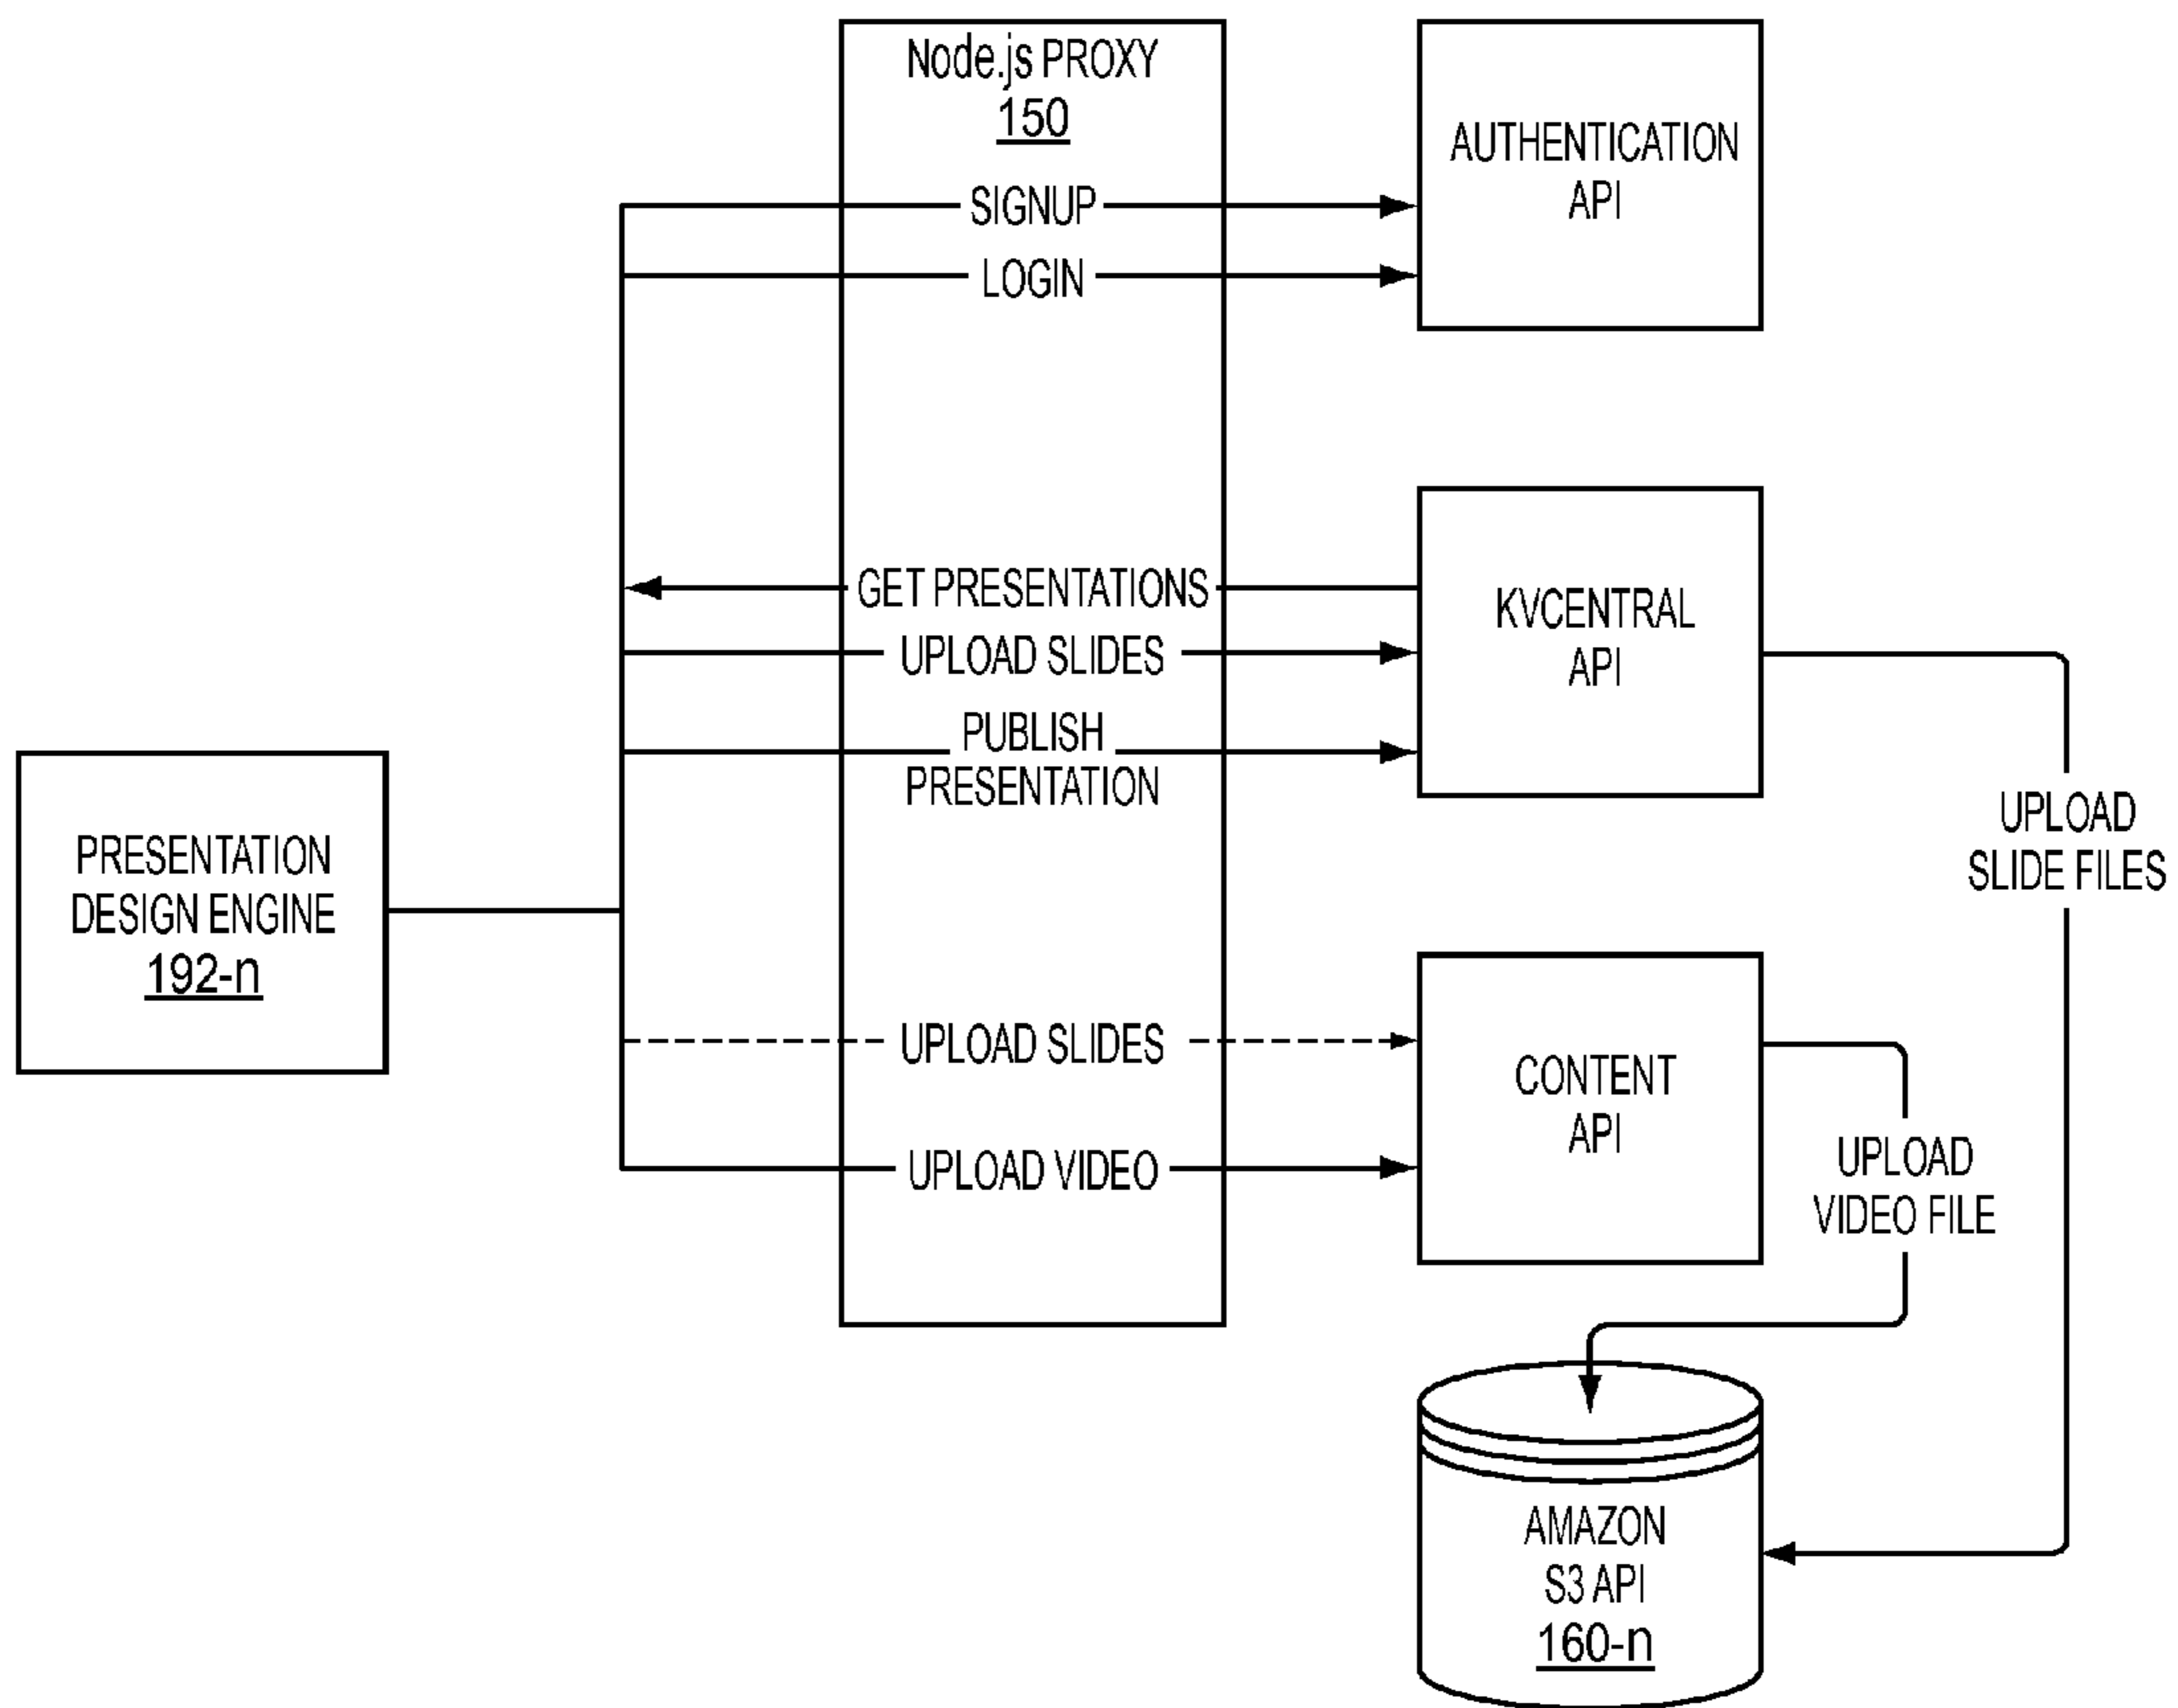 Node.js PROXY
150
AUTHENTICATION
API
SIGNUP
LOGIN
GET PRESENTATIONS
UPLOAD SLIDES
PUBLISH
PRESENTATION
KVCENTRAL
API
UPLOAD
SLIDE FILES
PRESENTATION
DESIGN ENGINE
192-n
UPLOAD SLIDES
UPLOAD VIDEO
CONTENT
API
UPLOAD
VIDEO FILE
AMAZON
S3 API
160-n